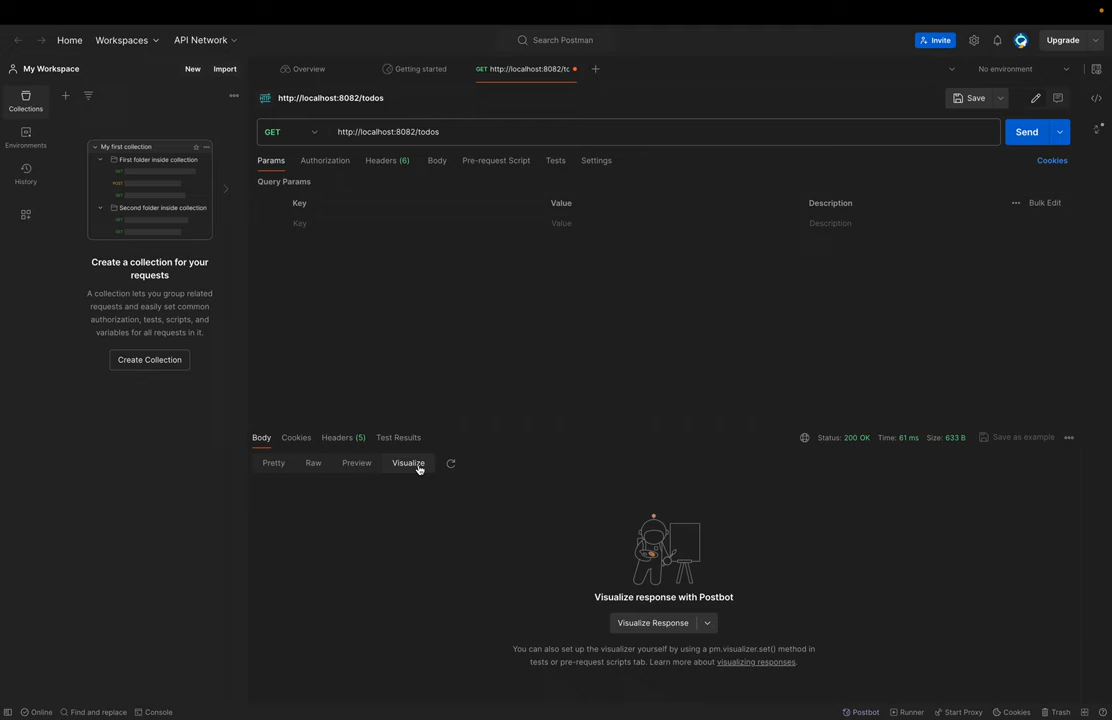 Home
Workspaces
API Network
Search Postman
Invite
Upgrade
My Workspace
New
Import
Overview
Getting started
GET http://localhost:8082/tc
No environment
Collections
Environments
History
My first collection
First folder inside collection
GET
POST
GET
Second folder inside collection
GET
GET
Create a collection for your
requests
A collection lets you group related
requests and easily set common
authorization, tests, scripts, and
variables for all requests in it.
Create Collection
HTTP
http://localhost:8082/todos
Save
GET
http://localhost:8082/todos
Send
Params
Authorization
Headers (6)
Body
Pre-request Script
Tests
Settings
Cookies
Query Params
Key
Value
Description
Bulk Edit
Key
Value
Description
Body
Cookies
Headers (5)
Test Results
Status: 200 OK
Time: 61 ms
Size: 633 B
Save as example
Pretty
Raw
Preview
Visualize
Visualize response with Postbot
Visualize Response
You can also set up the visualizer yourself by using a pm.visualizer.set() method in
tests or pre-request scripts tab. Learn more about visualizing responses.
Online
Find and replace
Console
Postbot
Runner
Start Proxy
Cookies
Trash